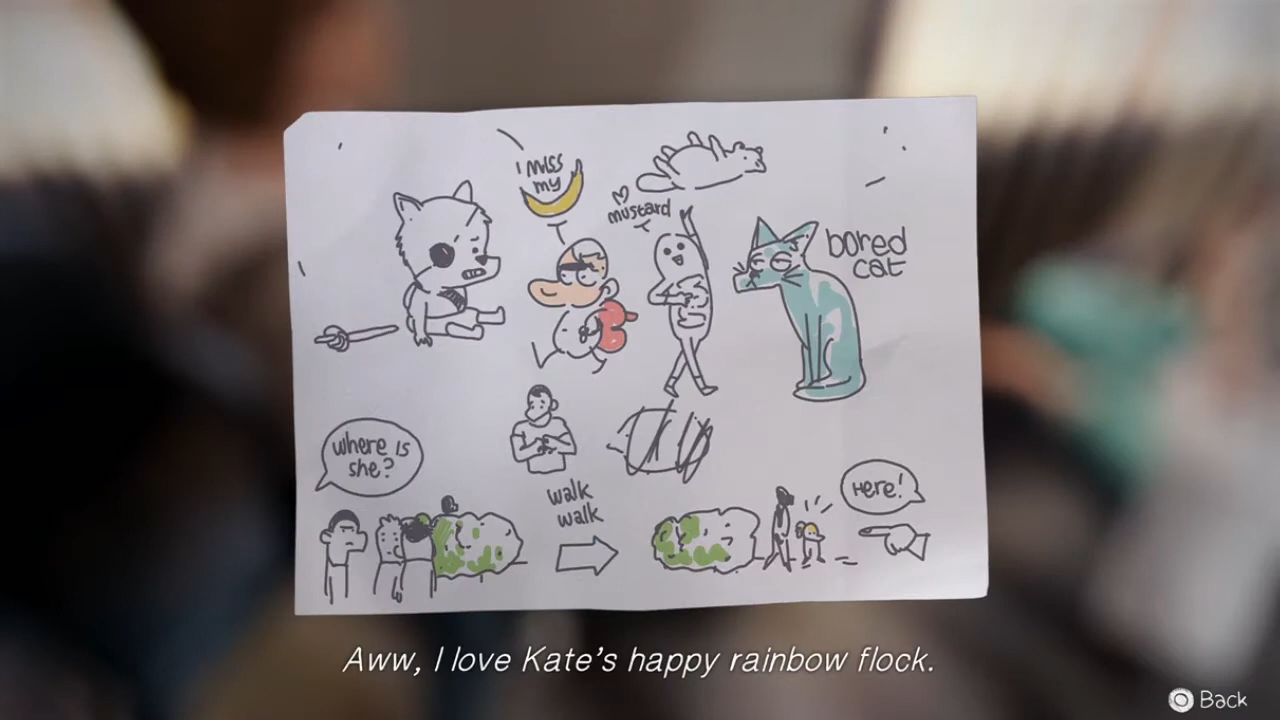 I MISS
my
♡
mustard
bored
cat
where is
she?
walk
walk
Here!
Aww, I love Kate's happy rainbow flock.
Back